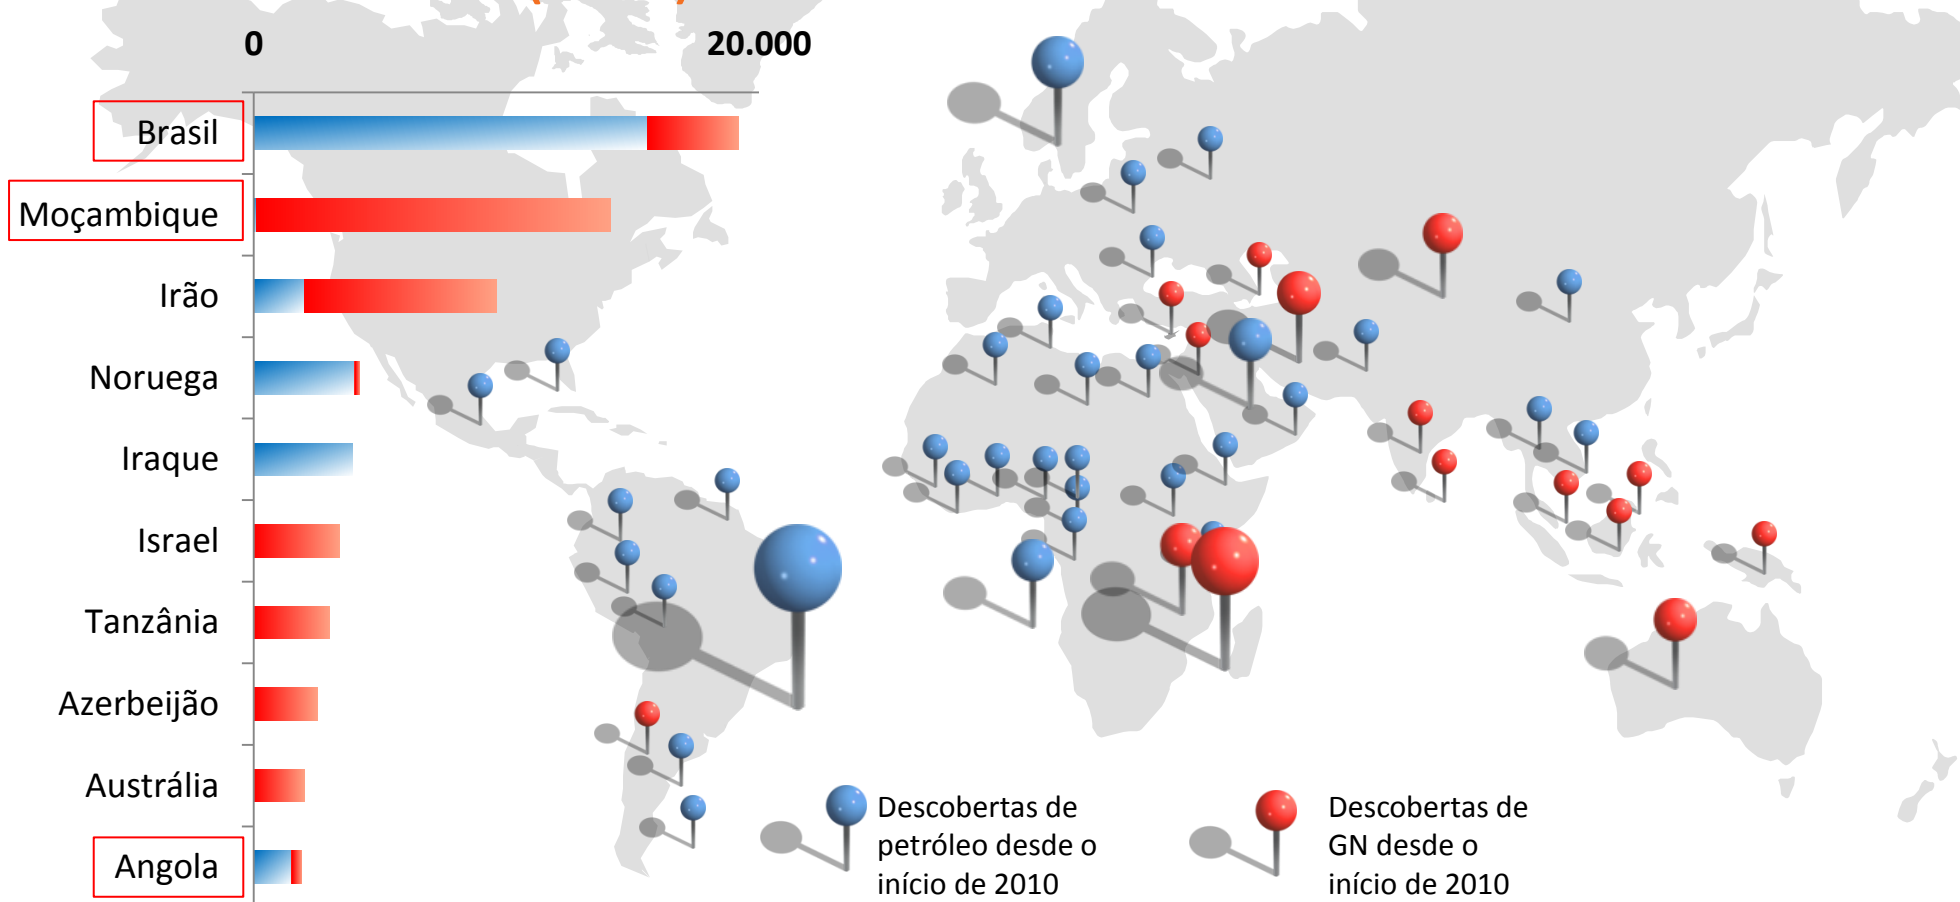 0
20.000
Brasil
Moçambique
Irão
Noruega
Iraque
Israel
Tanzânia
Azerbeijão
Austrália
Angola
Descobertas de
petróleo desde o
início de 2010
Descobertas de
GN desde o
início de 2010